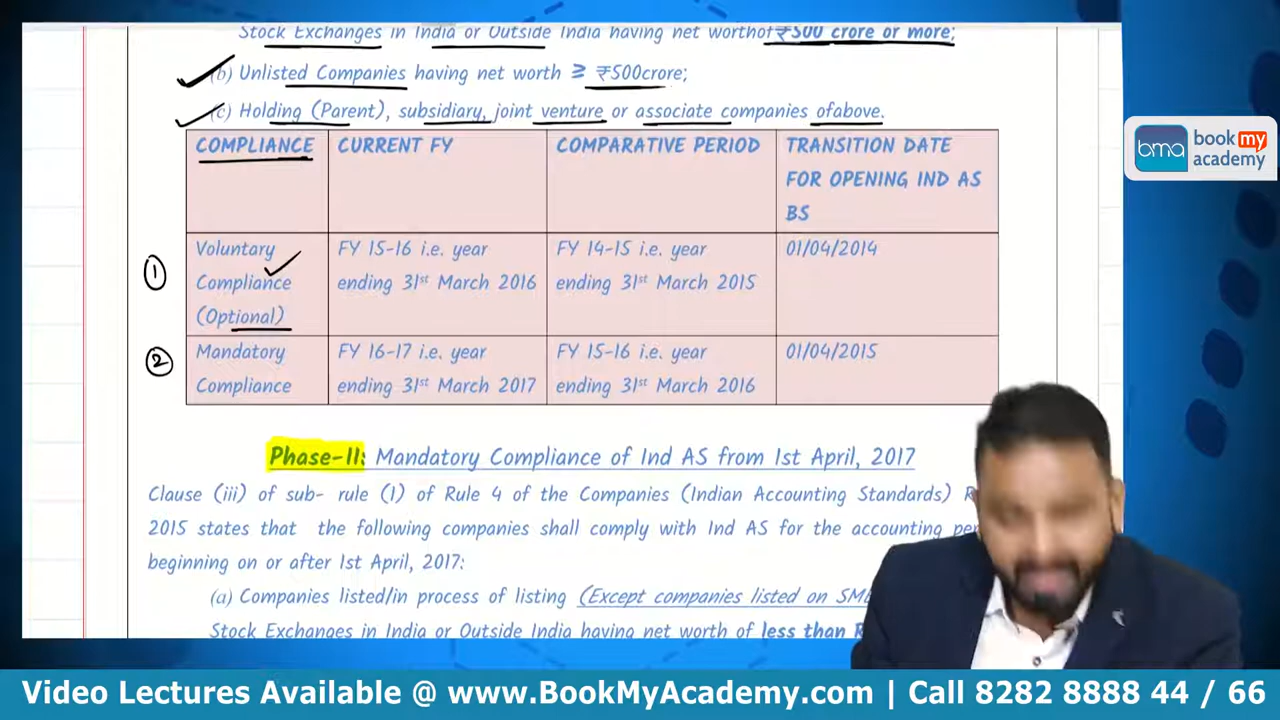 Stock Exchanges in India or Outside India having net worthof ₹500 crore or more;
(b) Unlisted Companies having net worth ≥ ₹500crore;
(c) Holding (Parent), subsidiary, joint venture or associate companies ofabove.
COMPLIANCE CURRENT FY COMPARATIVE PERIOD TRANSITION DATE
FOR OPENING IND AS
BS
① Voluntary FY 15-16 i.e. year FY 14-15 i.e. year 01/04/2014
Compliance ending 31st March 2016 ending 31st March 2015
(Optional)
② Mandatory FY 16-17 i.e. year FY 15-16 i.e. year 01/04/2015
Compliance ending 31st March 2017 ending 31st March 2016
Phase-II: Mandatory Compliance of Ind AS from 1st April, 2017
Clause (iii) of sub- rule (1) of Rule 4 of the Companies (Indian Accounting Standards)
2015 states that the following companies shall comply with Ind AS for the accounting
beginning on or after 1st April, 2017:
(a) Companies listed/in process of listing (Except companies listed on SME
Stock Exchanges in India or Outside India having net worth of less than
bma book my
academy
Video Lectures Available @ www.BookMyAcademy.com | Call 8282 8888 44 / 66